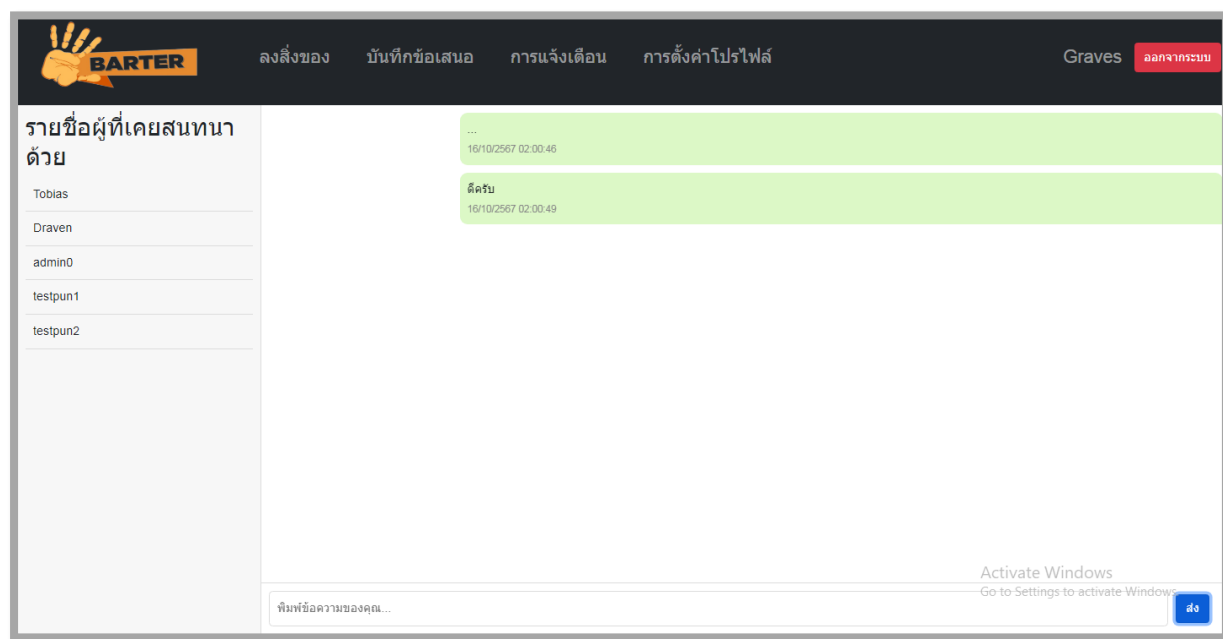 BARTER
ลงสิ่งของ บันทึกข้อเสนอ การแจ้งเตือน การตั้งค่าโปรไฟล์ Graves ออกจากระบบ
รายชื่อผู้ที่เคยสนทนา
ด้วย
Tobias
Draven
admin0
testpun1
testpun2
...
16/10/2567 02:00:46
ดีครับ
16/10/2567 02:00:49
Activate Windows
Go to Settings to activate Windows.
พิมพ์ข้อความของคุณ...
ส่ง